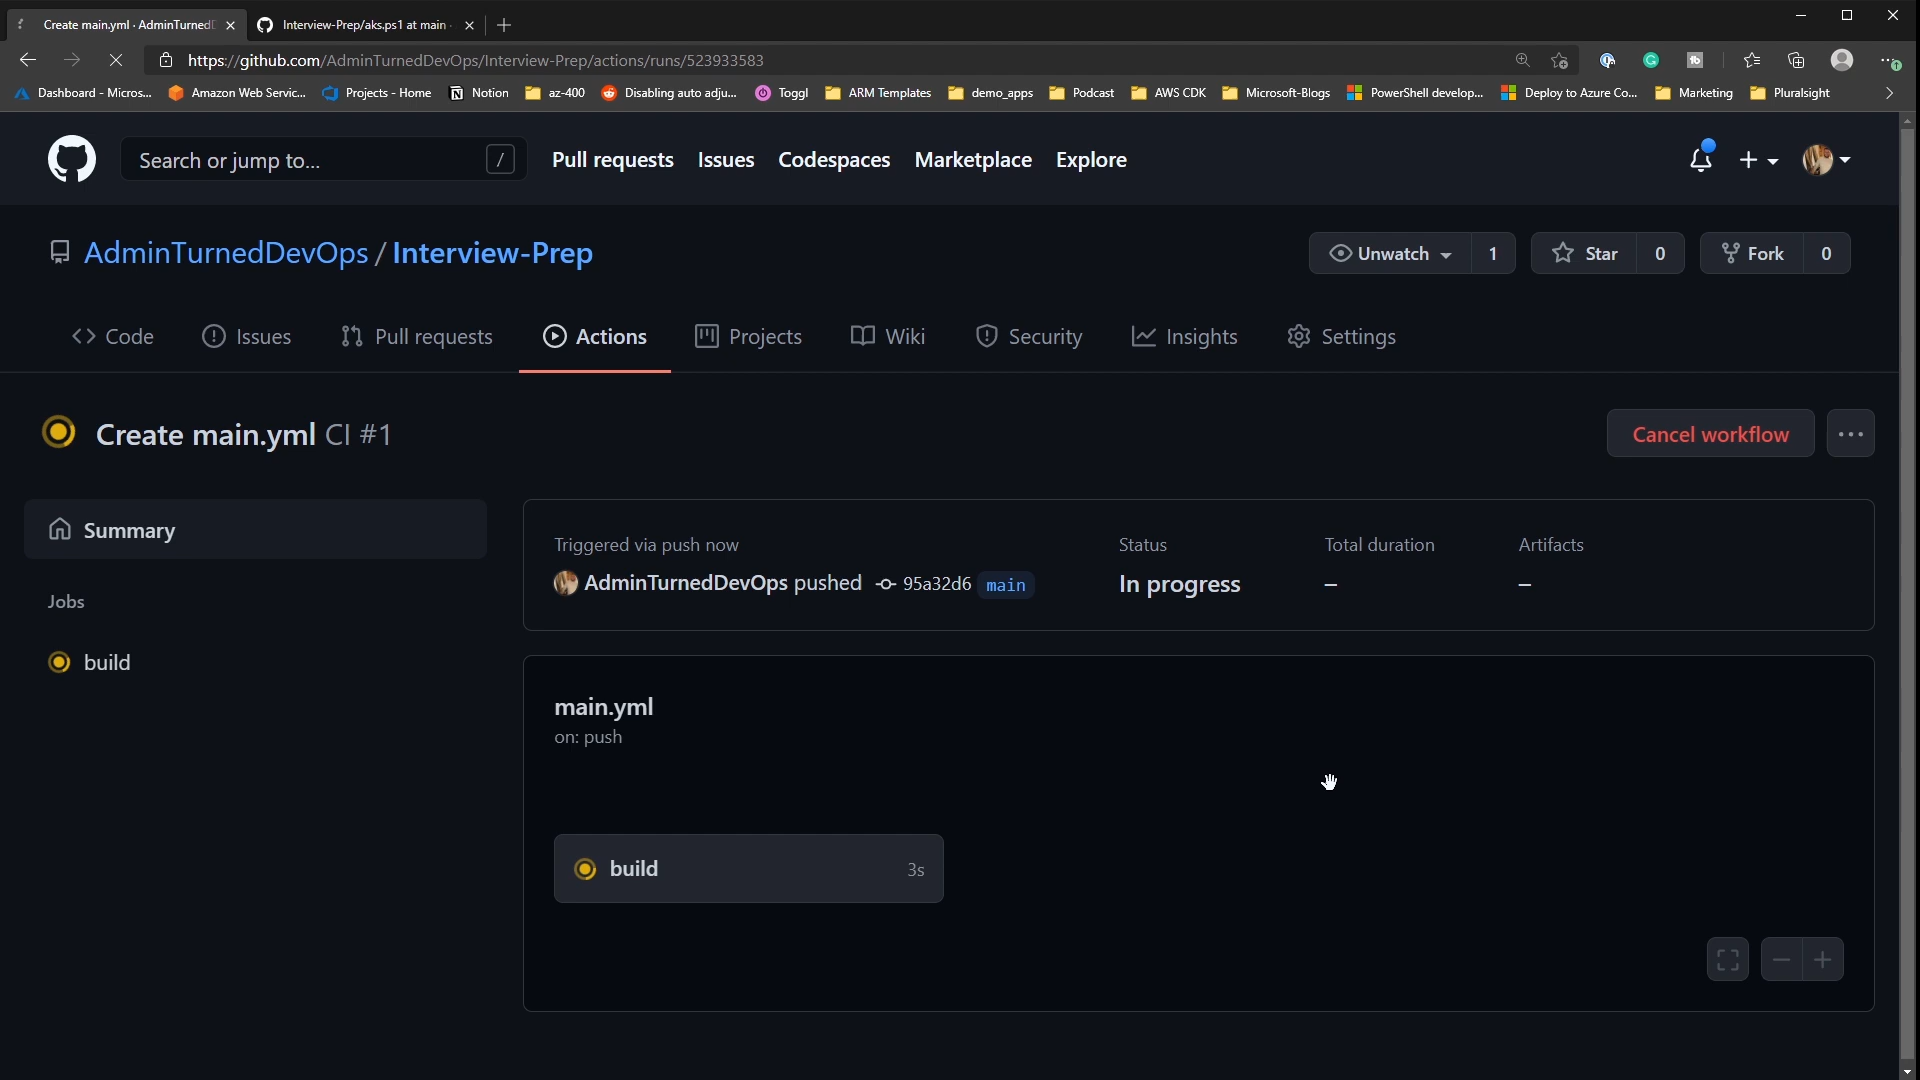 Create main.yml · AdminTurnedD
Interview-Prep/aks.ps1 at main ·
https://github.com/AdminTurnedDevOps/Interview-Prep/actions/runs/523933583
Dashboard - Micros...
Amazon Web Servic...
Projects - Home
Notion
az-400
Disabling auto adju...
Toggl
ARM Templates
demo_apps
Podcast
AWS CDK
Microsoft-Blogs
PowerShell develop...
Deploy to Azure Co...
Marketing
Pluralsight
Search or jump to...
/
Pull requests
Issues
Codespaces
Marketplace
Explore
AdminTurnedDevOps / Interview-Prep
Unwatch 1
Star 0
Fork 0
Code
Issues
Pull requests
Actions
Projects
Wiki
Security
Insights
Settings
Create main.yml CI #1
Cancel workflow
Summary
Jobs
build
Triggered via push now
AdminTurnedDevOps pushed 95a32d6 main
Status
In progress
Total duration
–
Artifacts
–
main.yml
on: push
build 3s